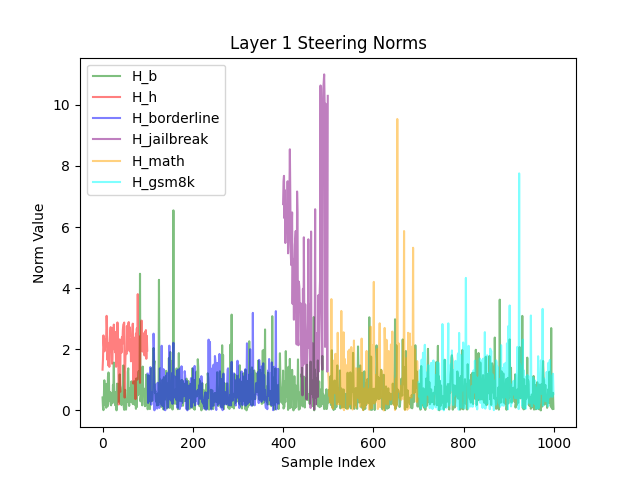 Layer 1 Steering Norms
H_b
H_h
H_borderline
H_jailbreak
H_math
H_gsm8k
Norm Value
10
8
6
4
2
0
0 200 400 600 800 1000
Sample Index